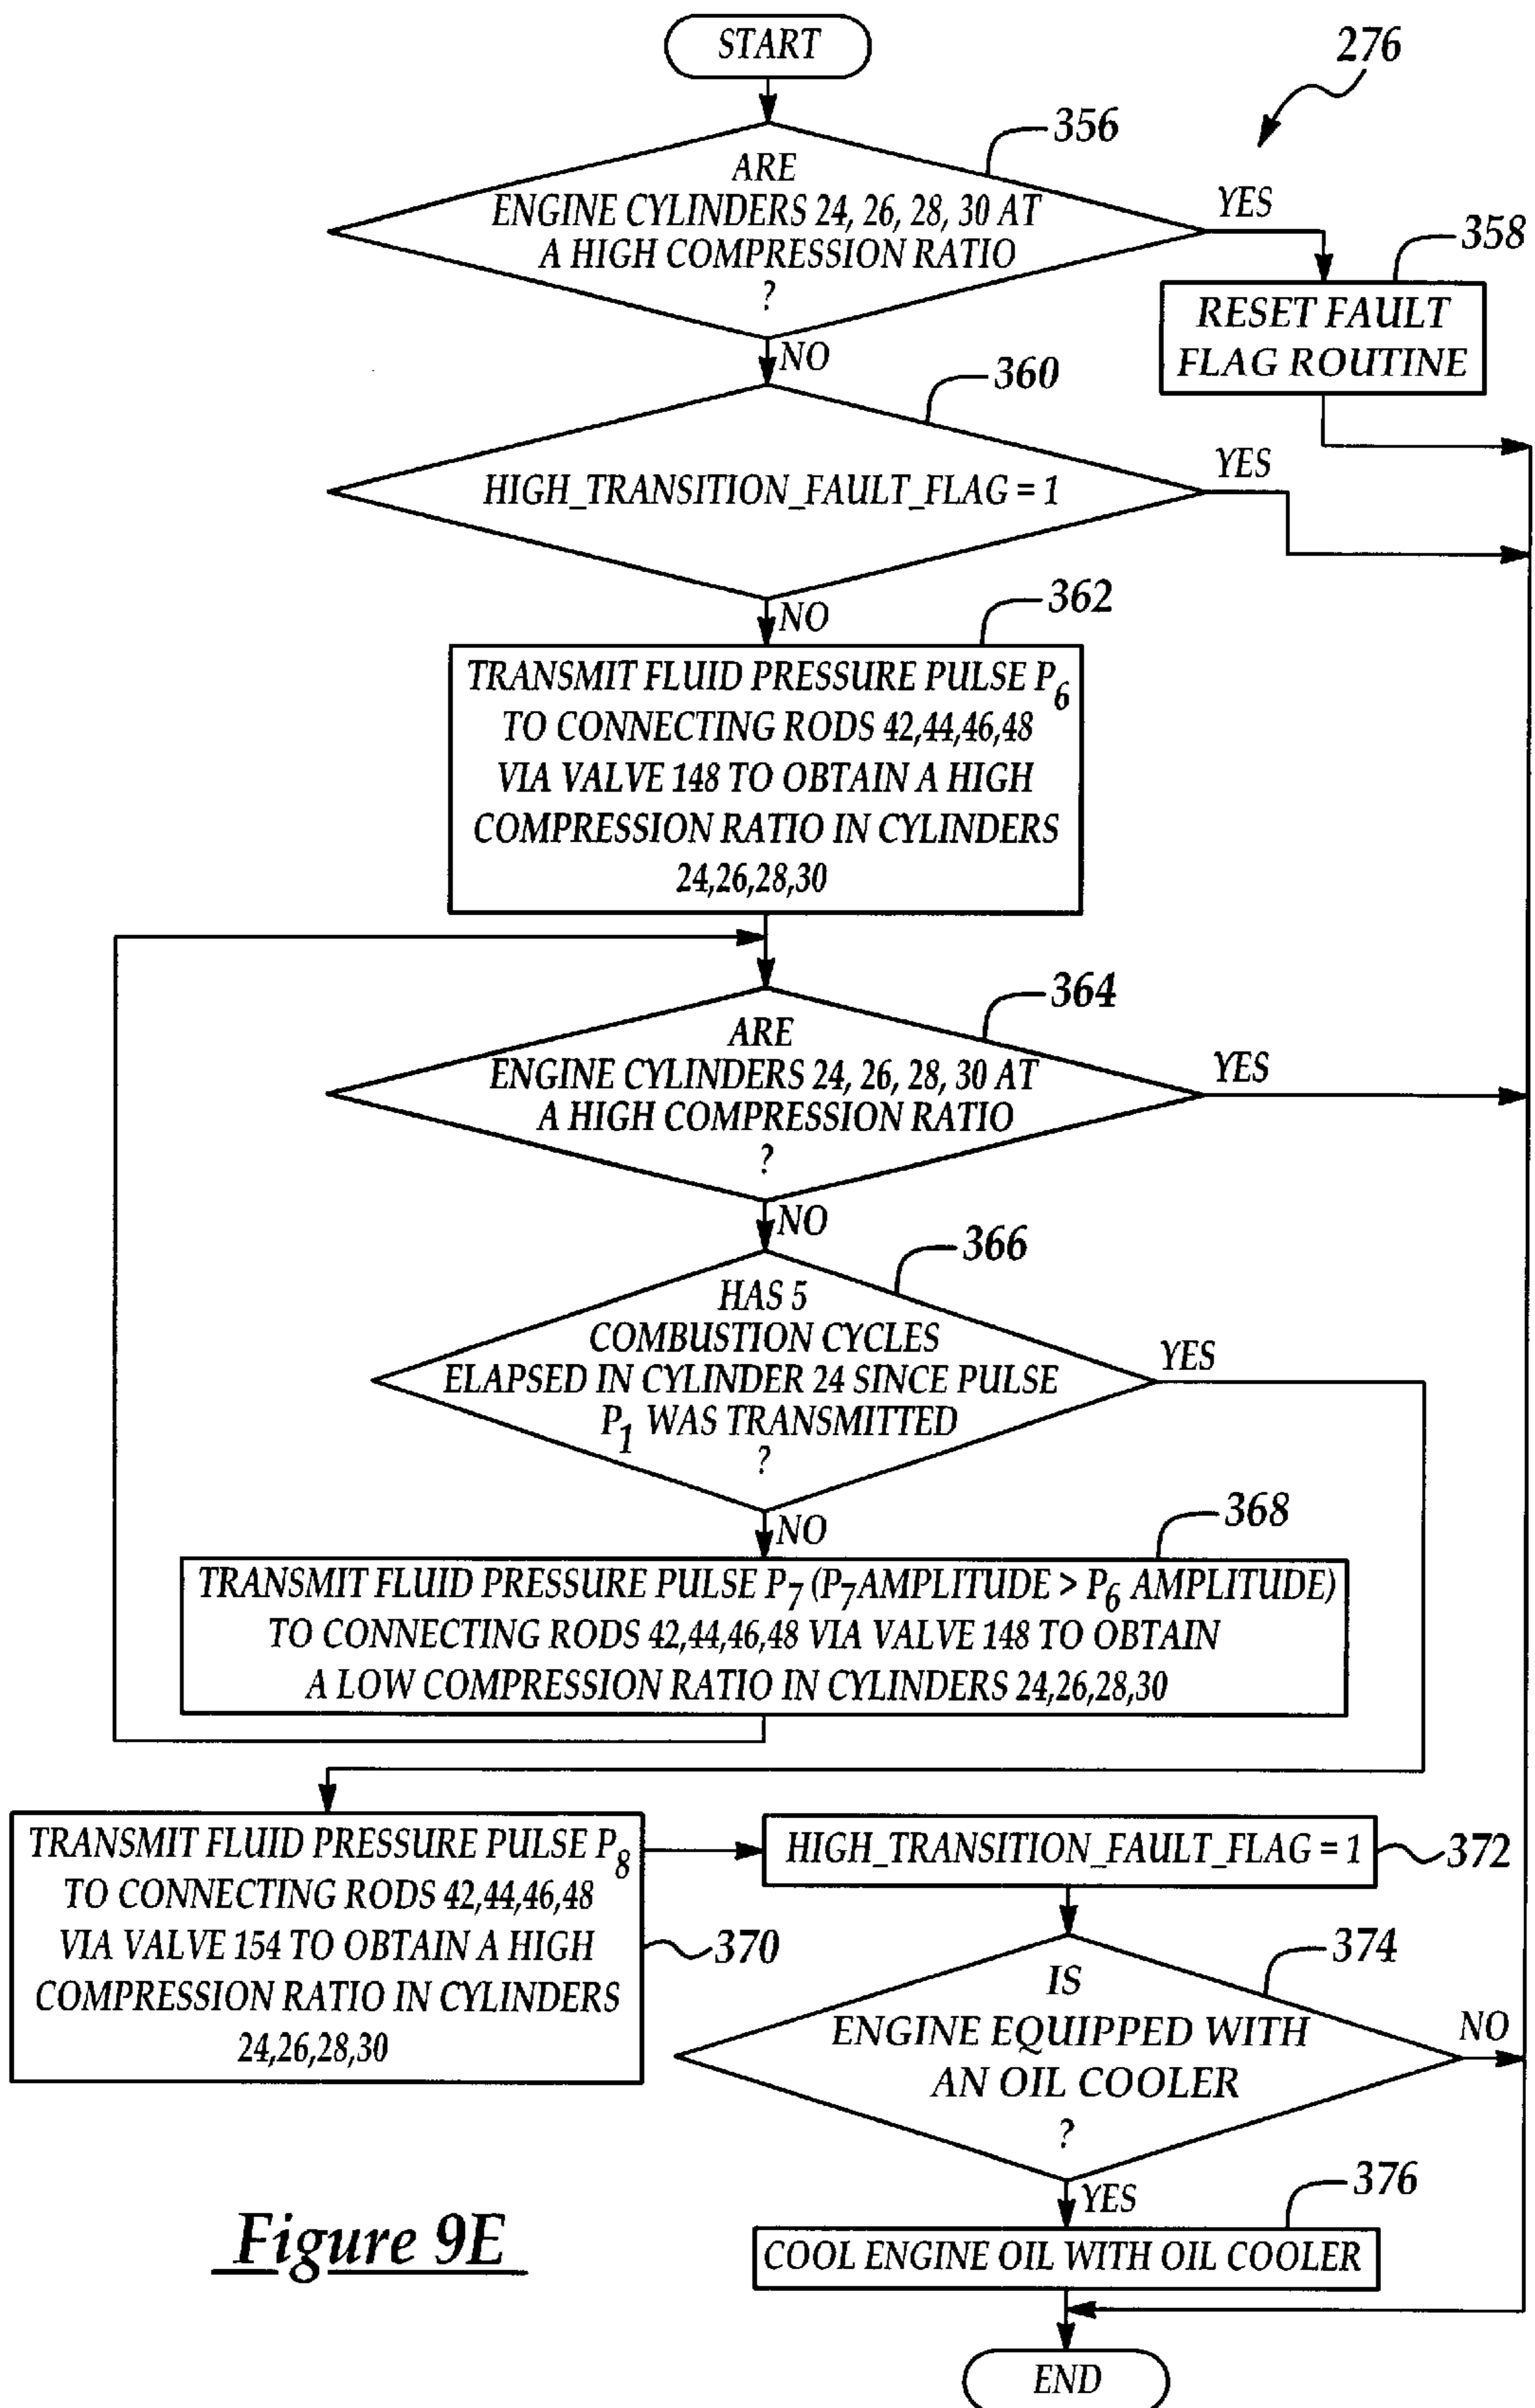 START
276
356
ARE
ENGINE CYLINDERS 24, 26, 28, 30 AT
A HIGH COMPRESSION RATIO
?
YES
358
RESET FAULT
FLAG ROUTINE
NO
360
HIGH_TRANSITION_FAULT_FLAG = 1
YES
NO
362
TRANSMIT FLUID PRESSURE PULSE P6
TO CONNECTING RODS 42,44,46,48
VIA VALVE 148 TO OBTAIN A HIGH
COMPRESSION RATIO IN CYLINDERS
24,26,28,30
364
ARE
ENGINE CYLINDERS 24, 26, 28, 30 AT
A HIGH COMPRESSION RATIO
?
YES
NO
366
HAS 5
COMBUSTION CYCLES
ELAPSED IN CYLINDER 24 SINCE PULSE
P1 WAS TRANSMITTED
?
YES
NO
368
TRANSMIT FLUID PRESSURE PULSE P7 (P7 AMPLITUDE > P6 AMPLITUDE)
TO CONNECTING RODS 42,44,46,48 VIA VALVE 148 TO OBTAIN
A LOW COMPRESSION RATIO IN CYLINDERS 24,26,28,30
TRANSMIT FLUID PRESSURE PULSE P8
TO CONNECTING RODS 42,44,46,48
VIA VALVE 154 TO OBTAIN A HIGH
COMPRESSION RATIO IN CYLINDERS
24,26,28,30
370
HIGH_TRANSITION_FAULT_FLAG = 1
372
374
IS
ENGINE EQUIPPED WITH
AN OIL COOLER
?
NO
YES
376
COOL ENGINE OIL WITH OIL COOLER
END
Figure 9E